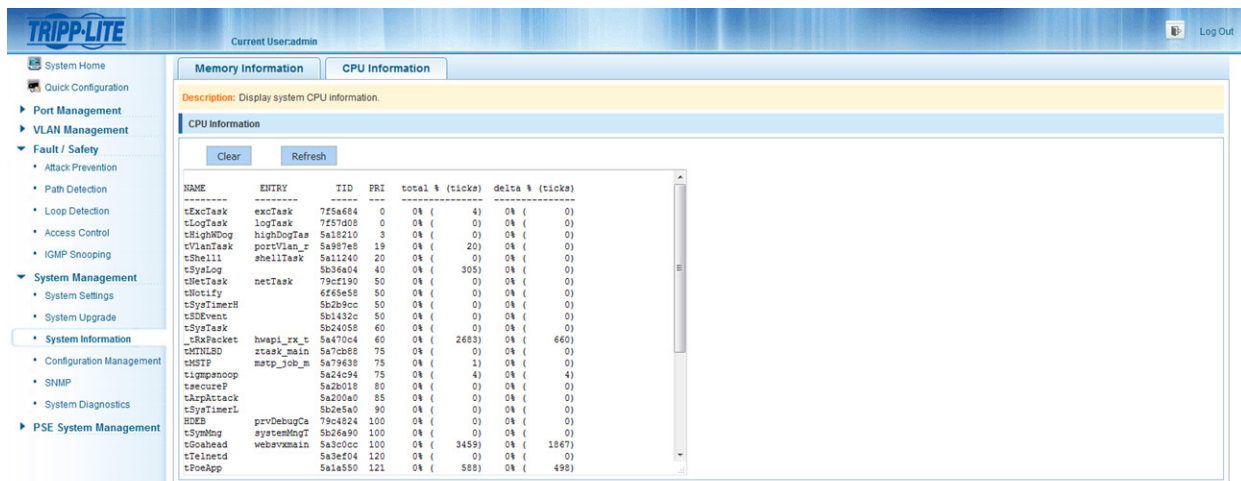 TRIPP·LITE
Current User:admin
Log Out
System Home
Quick Configuration
Port Management
VLAN Management
Fault / Safety
• Attack Prevention
• Path Detection
• Loop Detection
• Access Control
• IGMP Snooping
System Management
• System Settings
• System Upgrade
• System Information
• Configuration Management
• SNMP
• System Diagnostics
PSE System Management
Memory Information
CPU Information
Description: Display system CPU information.
CPU Information
Clear
Refresh
NAME ENTRY TID PRI total % (ticks) delta % (ticks)
-------- -------- ----- --- --------------- ---------------
tExcTask excTask 7f5a684 0 0% ( 4) 0% ( 0)
tLogTask logTask 7f57d08 0 0% ( 0) 0% ( 0)
tHighWDog highDogTas 5a18210 3 0% ( 0) 0% ( 0)
tVlanTask portVlan_r 5a987e8 19 0% ( 20) 0% ( 0)
tShell1 shellTask 5a11240 20 0% ( 0) 0% ( 0)
tSysLog 5b36a04 40 0% ( 305) 0% ( 0)
tNetTask netTask 79cf190 50 0% ( 0) 0% ( 0)
tNotify 6f65e58 50 0% ( 0) 0% ( 0)
tSysTimerH 5b2b9cc 50 0% ( 0) 0% ( 0)
tSDEvent 5b1432c 50 0% ( 0) 0% ( 0)
tSysTask 5b24058 60 0% ( 0) 0% ( 0)
_tRxPacket hwapi_rx_t 5a470c4 60 0% ( 2683) 0% ( 660)
tMTNLBD ztask_main 5a7cb88 75 0% ( 0) 0% ( 0)
tMSTP mstp_job_m 5a79638 75 0% ( 1) 0% ( 0)
tigmpsnoop 5a24c94 75 0% ( 4) 0% ( 4)
tsecureP 5a2b018 80 0% ( 0) 0% ( 0)
tArpAttack 5a200a0 85 0% ( 0) 0% ( 0)
tSysTimerL 5b2e5a0 90 0% ( 0) 0% ( 0)
HDEB prvDebugCa 79c4824 100 0% ( 0) 0% ( 0)
tSymMng systemMngT 5b26a90 100 0% ( 0) 0% ( 0)
tGoahead websvxmain 5a3c0cc 100 0% ( 3459) 0% ( 1867)
tTelnetd 5a3ef04 120 0% ( 0) 0% ( 0)
tPoeApp 5a1a550 121 0% ( 588) 0% ( 498)